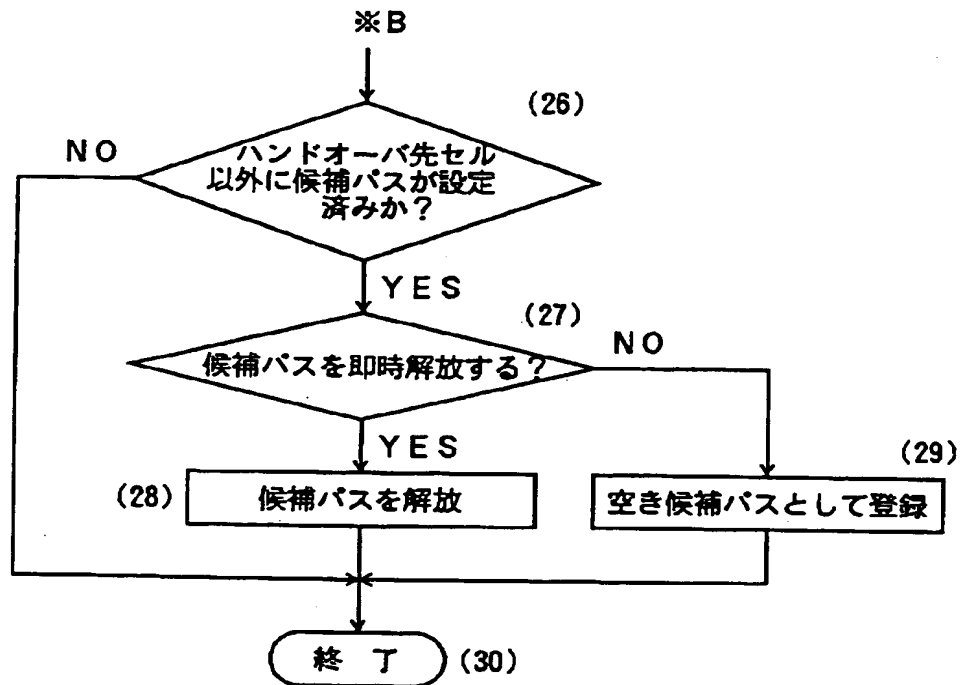 ※B
(26)
NO
ハンドオーバ先セル
以外に候補パスが設定
済みか?
YES
(27)
候補パスを即時解放する?
NO
YES
(28)
候補パスを解放
(29)
空き候補パスとして登録
終 了
(30)